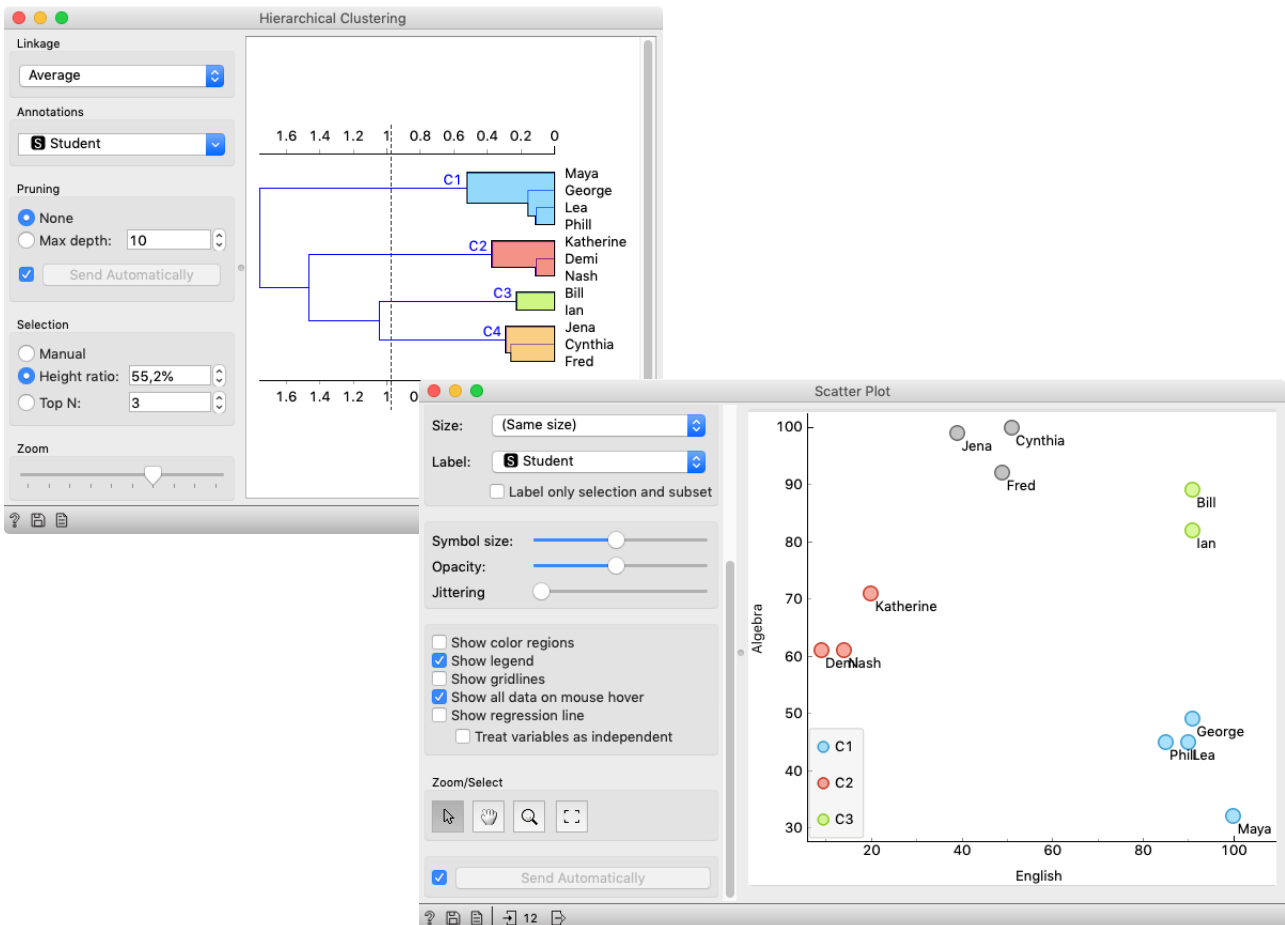 Hierarchical Clustering
Linkage
Average
Annotations
S Student
Pruning
None
Max depth: 10
Send Automatically
Selection
Manual
Height ratio: 55,2%
Top N: 3
Zoom
1.6 1.4 1.2 1 0.8 0.6 0.4 0.2 0
C1
Maya
George
Lea
Phill
C2
Katherine
Demi
Nash
C3
Bill
Ian
C4
Jena
Cynthia
Fred
1.6 1.4 1.2 1 0
?
Scatter Plot
Size: (Same size)
Label: S Student
Label only selection and subset
Symbol size:
Opacity:
Jittering
Show color regions
Show legend
Show gridlines
Show all data on mouse hover
Show regression line
Treat variables as independent
Zoom/Select
Send Automatically
? 12
100
90
80
70
60
50
40
30
Algebra
Jena
Cynthia
Fred
Bill
Ian
Katherine
Demi
Nash
George
Phill
Lea
Maya
C1
C2
C3
20 40 60 80 100
English